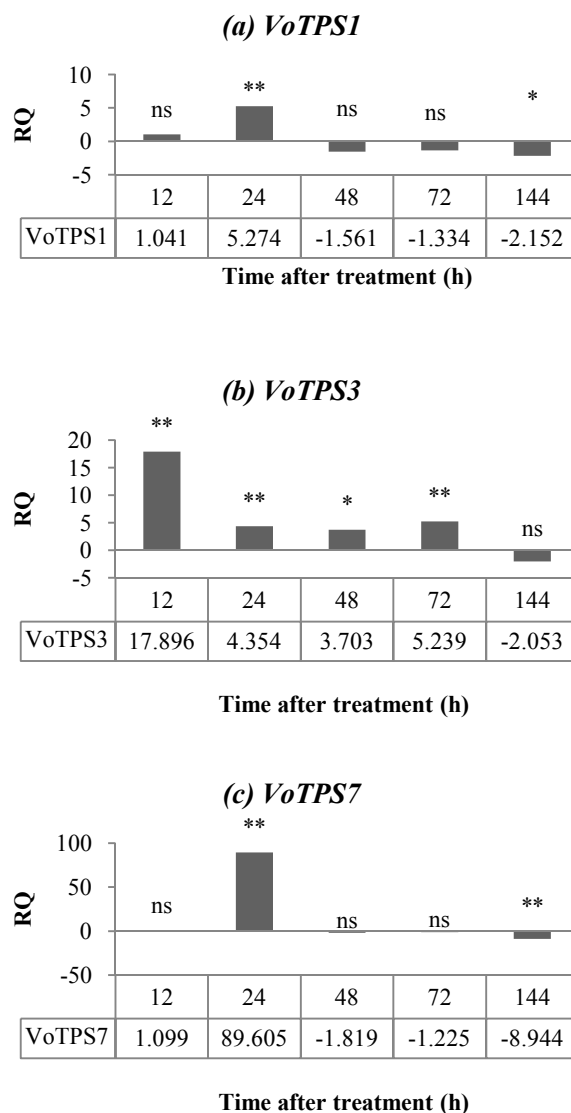 (a) VoTPS1
10
5
0
-5
RQ
ns ** ns ns *
12 24 48 72 144
VoTPS1 1.041 5.274 -1.561 -1.334 -2.152
Time after treatment (h)
(b) VoTPS3
20
15
10
5
0
-5
RQ
** ** * ** ns
12 24 48 72 144
VoTPS3 17.896 4.354 3.703 5.239 -2.053
Time after treatment (h)
(c) VoTPS7
100
50
0
-50
RQ
ns ** ns ns **
12 24 48 72 144
VoTPS7 1.099 89.605 -1.819 -1.225 -8.944
Time after treatment (h)